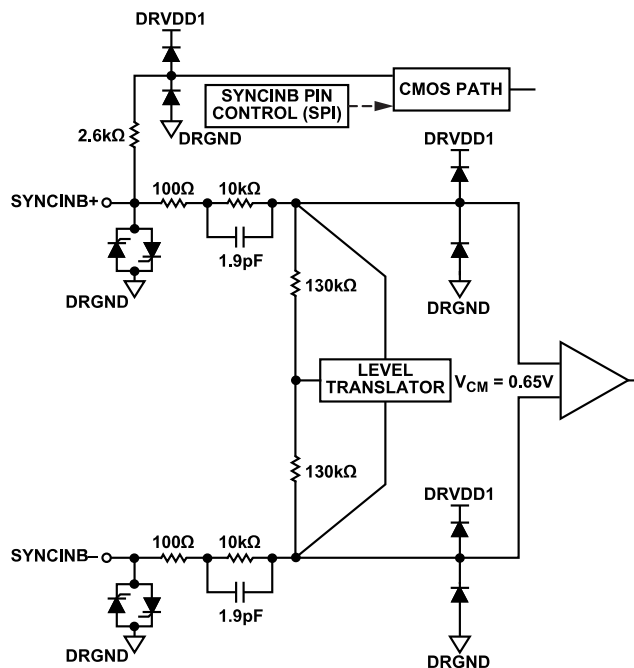 DRVDD1
SYNCINB PIN
CONTROL (SPI)
CMOS PATH
DRGND
2.6kΩ
DRVDD1
SYNCINB+
100Ω
10kΩ
1.9pF
DRGND
130kΩ
DRGND
LEVEL
TRANSLATOR
VCM = 0.65V
130kΩ
DRVDD1
SYNCINB–
100Ω
10kΩ
1.9pF
DRGND
DRGND